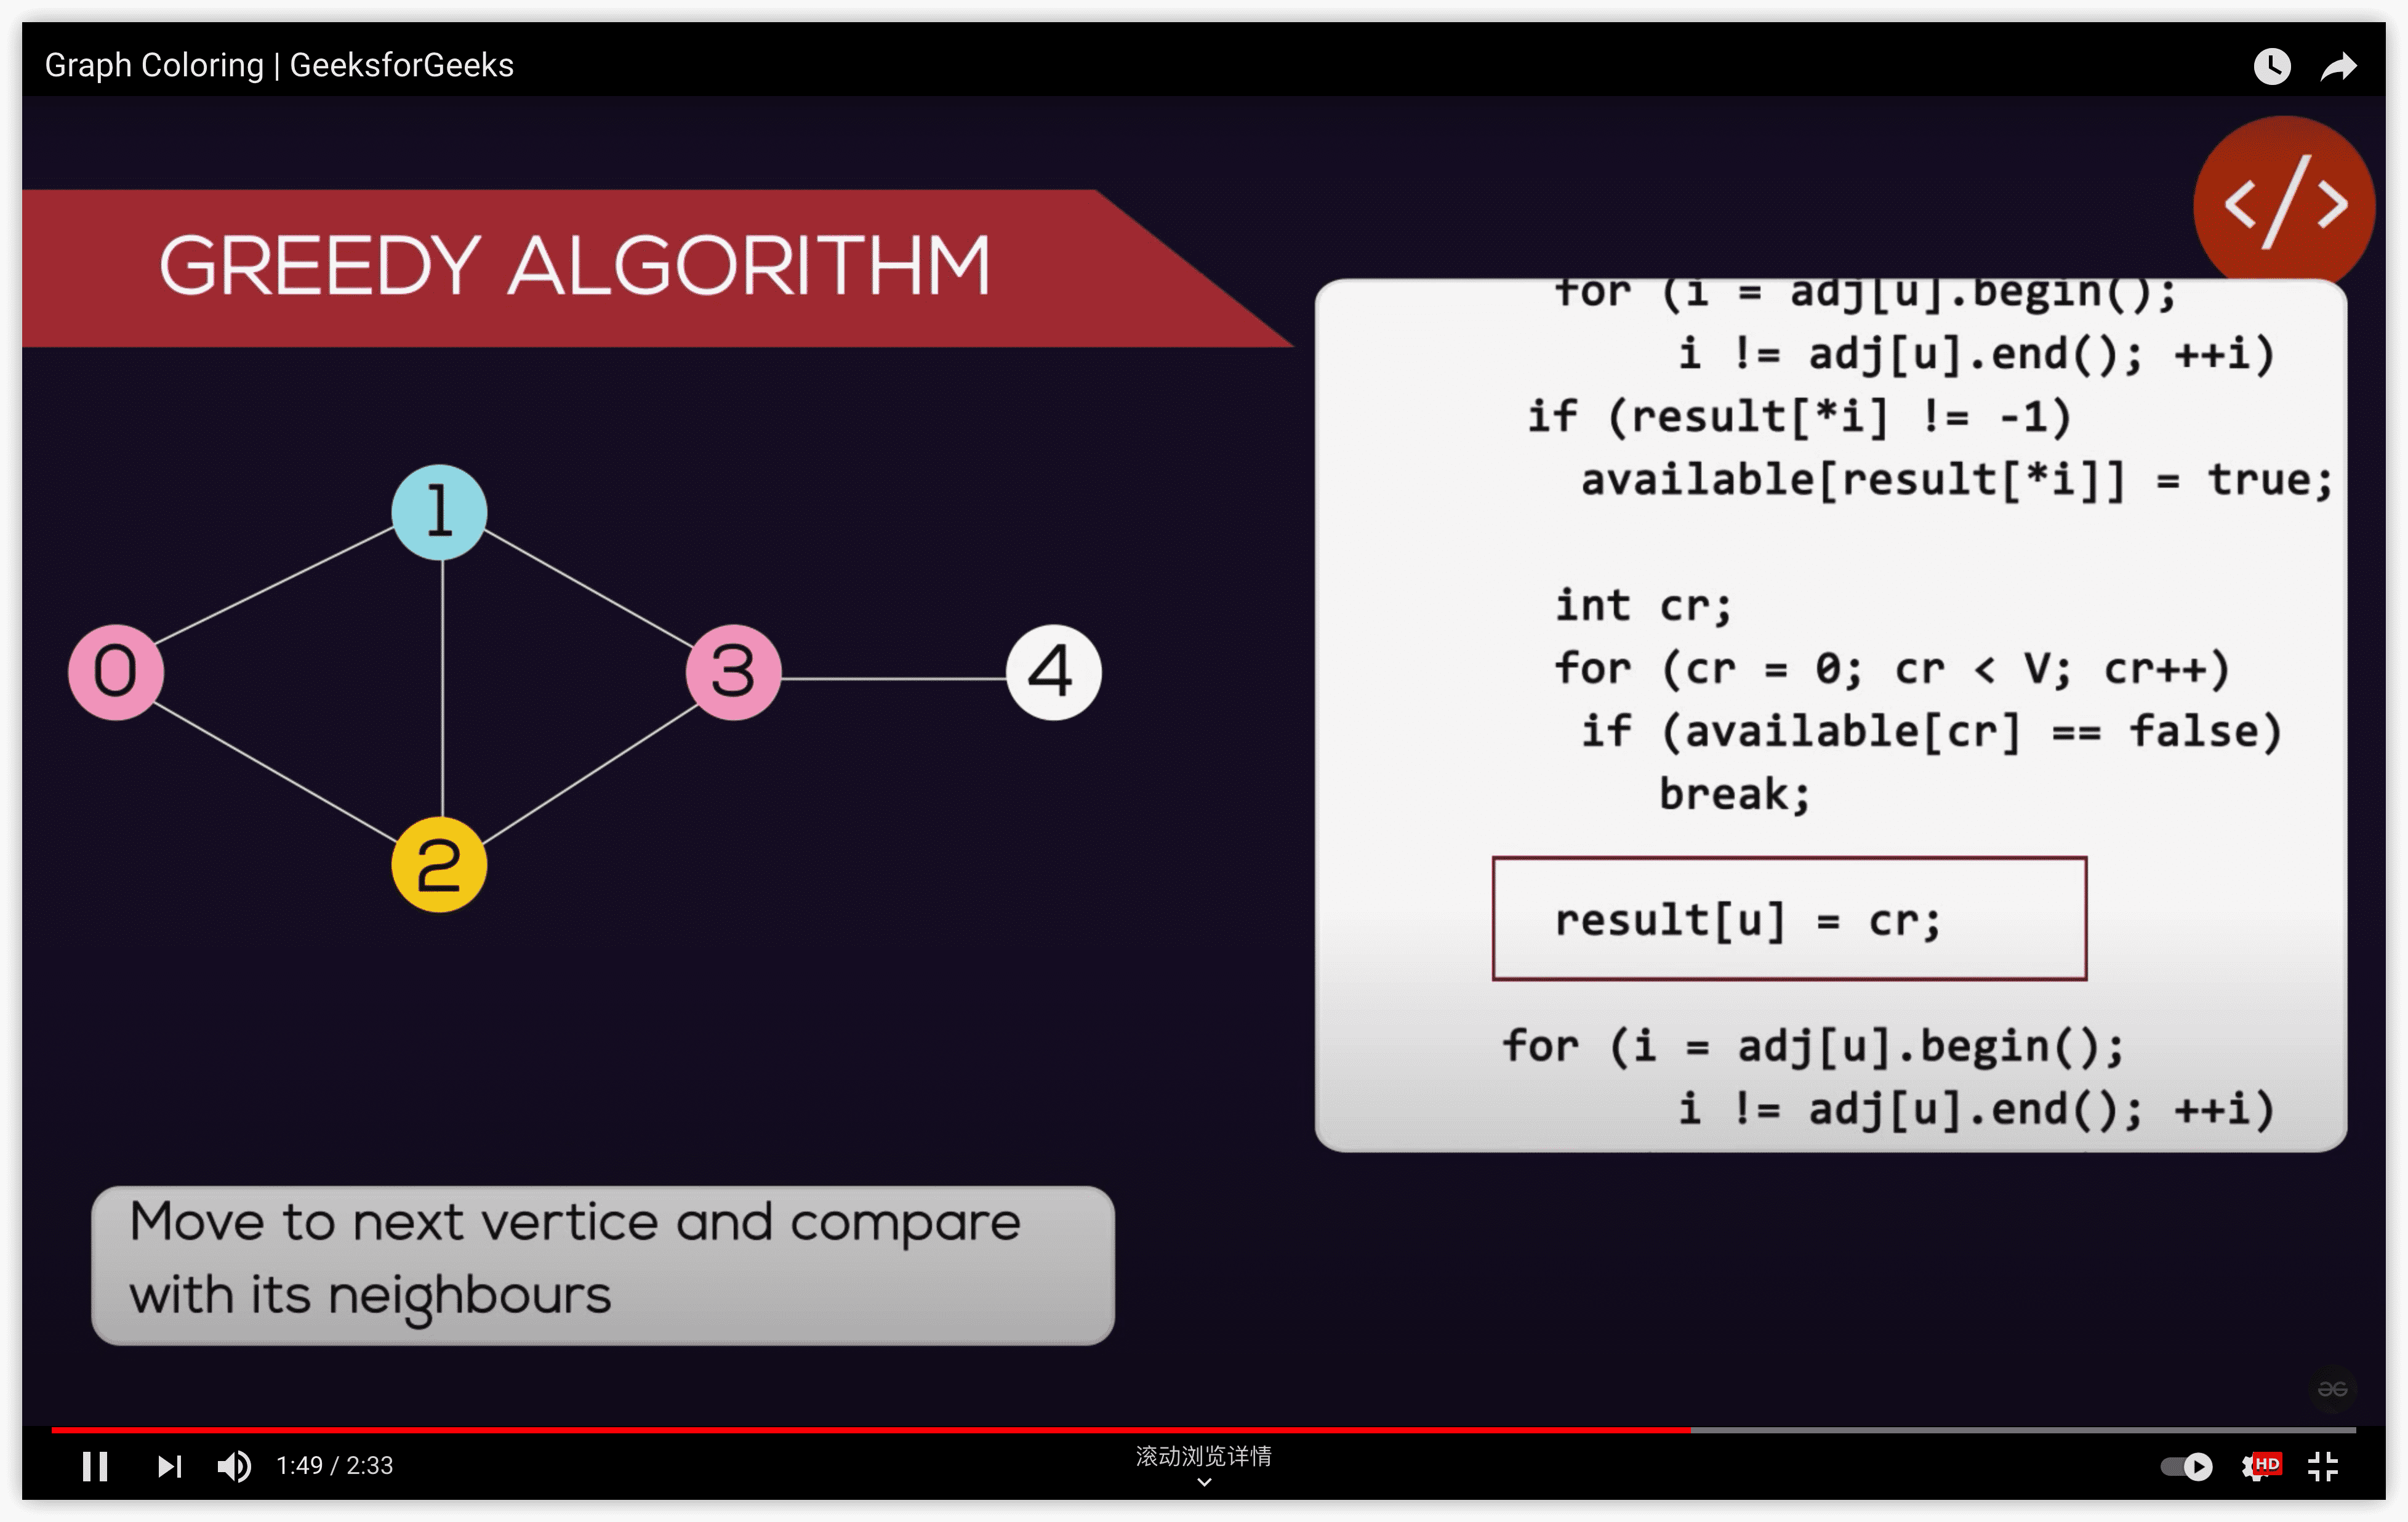 Graph Coloring | GeeksforGeeks
</>
GREEDY ALGORITHM
for (i = adj[u].begin();
i != adj[u].end(); ++i)
if (result[*i] != -1)
available[result[*i]] = true;
int cr;
for (cr = 0; cr < V; cr++)
if (available[cr] == false)
break;
result[u] = cr;
for (i = adj[u].begin();
i != adj[u].end(); ++i)
1
0
3
4
2
Move to next vertice and compare
with its neighbours
1:49 / 2:33
滚动浏览详情
HD